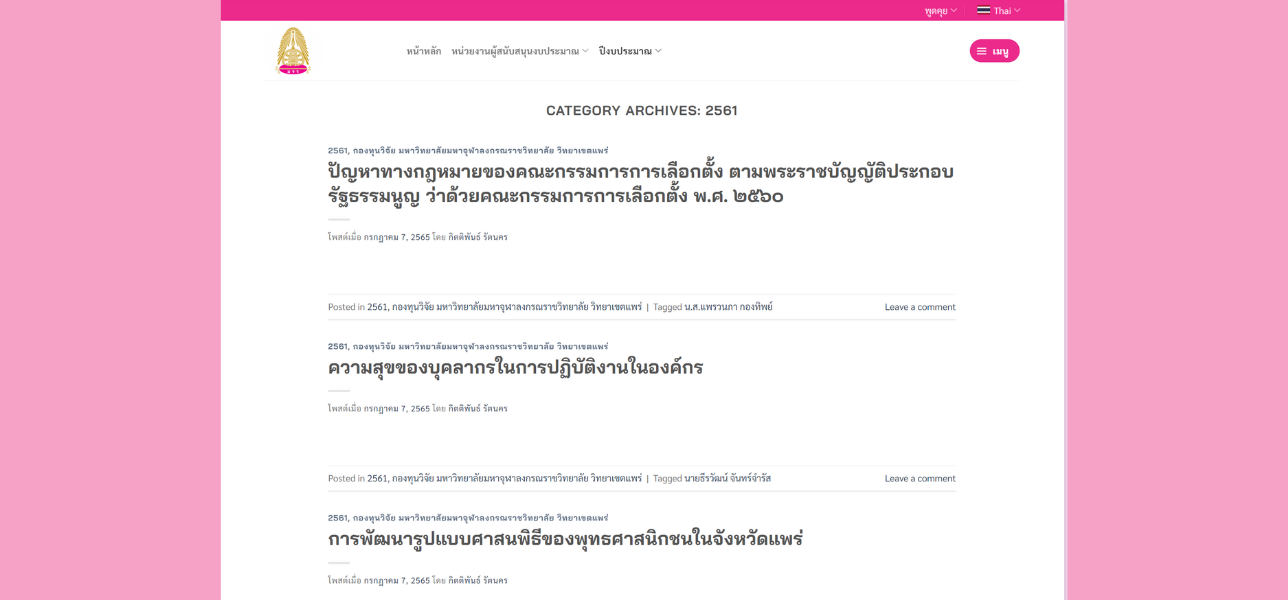 พูดคุย
Thai
หน้าหลัก
หน่วยงานผู้สนับสนุนงบประมาณ
ปีงบประมาณ
เมนู
CATEGORY ARCHIVES: 2561
2561, กองทุนวิจัย มหาวิทยาลัยมหาจุฬาลงกรณราชวิทยาลัย วิทยาเขตแพร่
ปัญหาทางกฎหมายของคณะกรรมการการเลือกตั้ง ตามพระราชบัญญัติประกอบ
รัฐธรรมนูญ ว่าด้วยคณะกรรมการการเลือกตั้ง พ.ศ. ๒๕๖๐
โพสต์เมื่อ กรกฎาคม 7, 2565 โดย กิตติพันธ์ รัตนคร
Posted in 2561, กองทุนวิจัย มหาวิทยาลัยมหาจุฬาลงกรณราชวิทยาลัย วิทยาเขตแพร่ | Tagged น.ส.แพรวนภา กองทิพย์
Leave a comment
2561, กองทุนวิจัย มหาวิทยาลัยมหาจุฬาลงกรณราชวิทยาลัย วิทยาเขตแพร่
ความสุขของบุคลากรในการปฏิบัติงานในองค์กร
โพสต์เมื่อ กรกฎาคม 7, 2565 โดย กิตติพันธ์ รัตนคร
Posted in 2561, กองทุนวิจัย มหาวิทยาลัยมหาจุฬาลงกรณราชวิทยาลัย วิทยาเขตแพร่ | Tagged นายธีรวัฒน์ จันทร์จำรัส
Leave a comment
2561, กองทุนวิจัย มหาวิทยาลัยมหาจุฬาลงกรณราชวิทยาลัย วิทยาเขตแพร่
การพัฒนารูปแบบศาสนพิธีของพุทธศาสนิกชนในจังหวัดแพร่
โพสต์เมื่อ กรกฎาคม 7, 2565 โดย กิตติพันธ์ รัตนคร